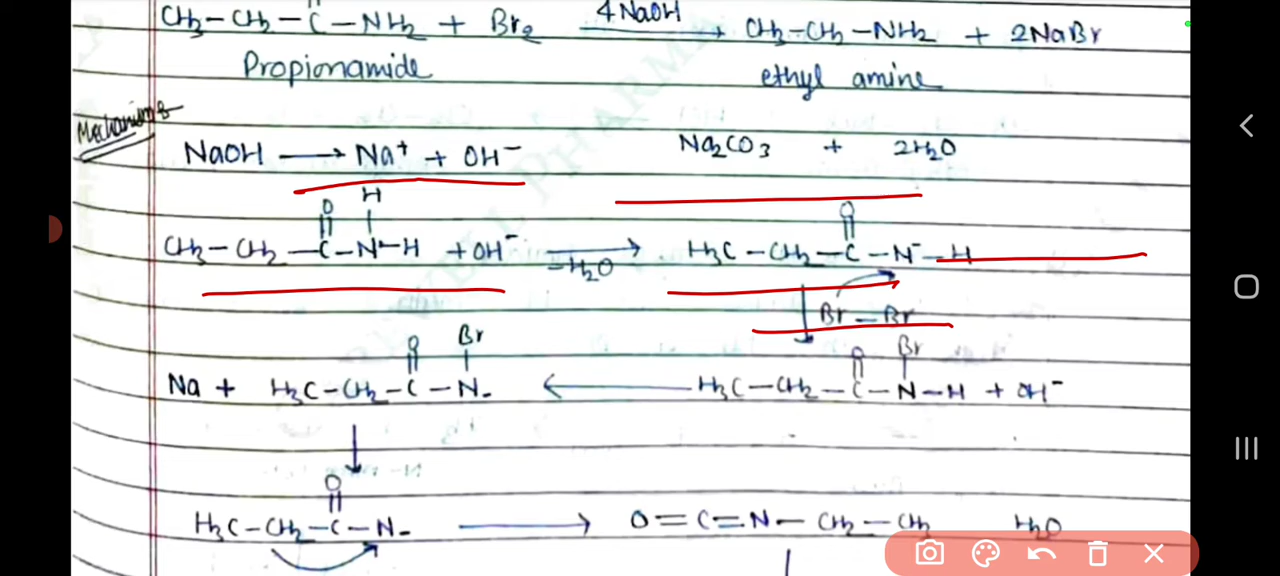 CH3-CH2-C-NH2 + Br2 4NaOH → CH3-CH2-NH2 + 2NaBr
Propionamide ethyl amine
Mechanism:
NaOH → Na+ + OH- Na2CO3 + 2H2O
O H O
CH3-CH2-C-N-H + OH- → -H2O H3C-CH2-C-N- -H
Br-Br
O Br O Br
Na + H3C-CH2-C-N- ← H3C-CH2-C-N-H + OH-
O
H3C-CH2-C-N- → O=C=N-CH2-CH3 H2O